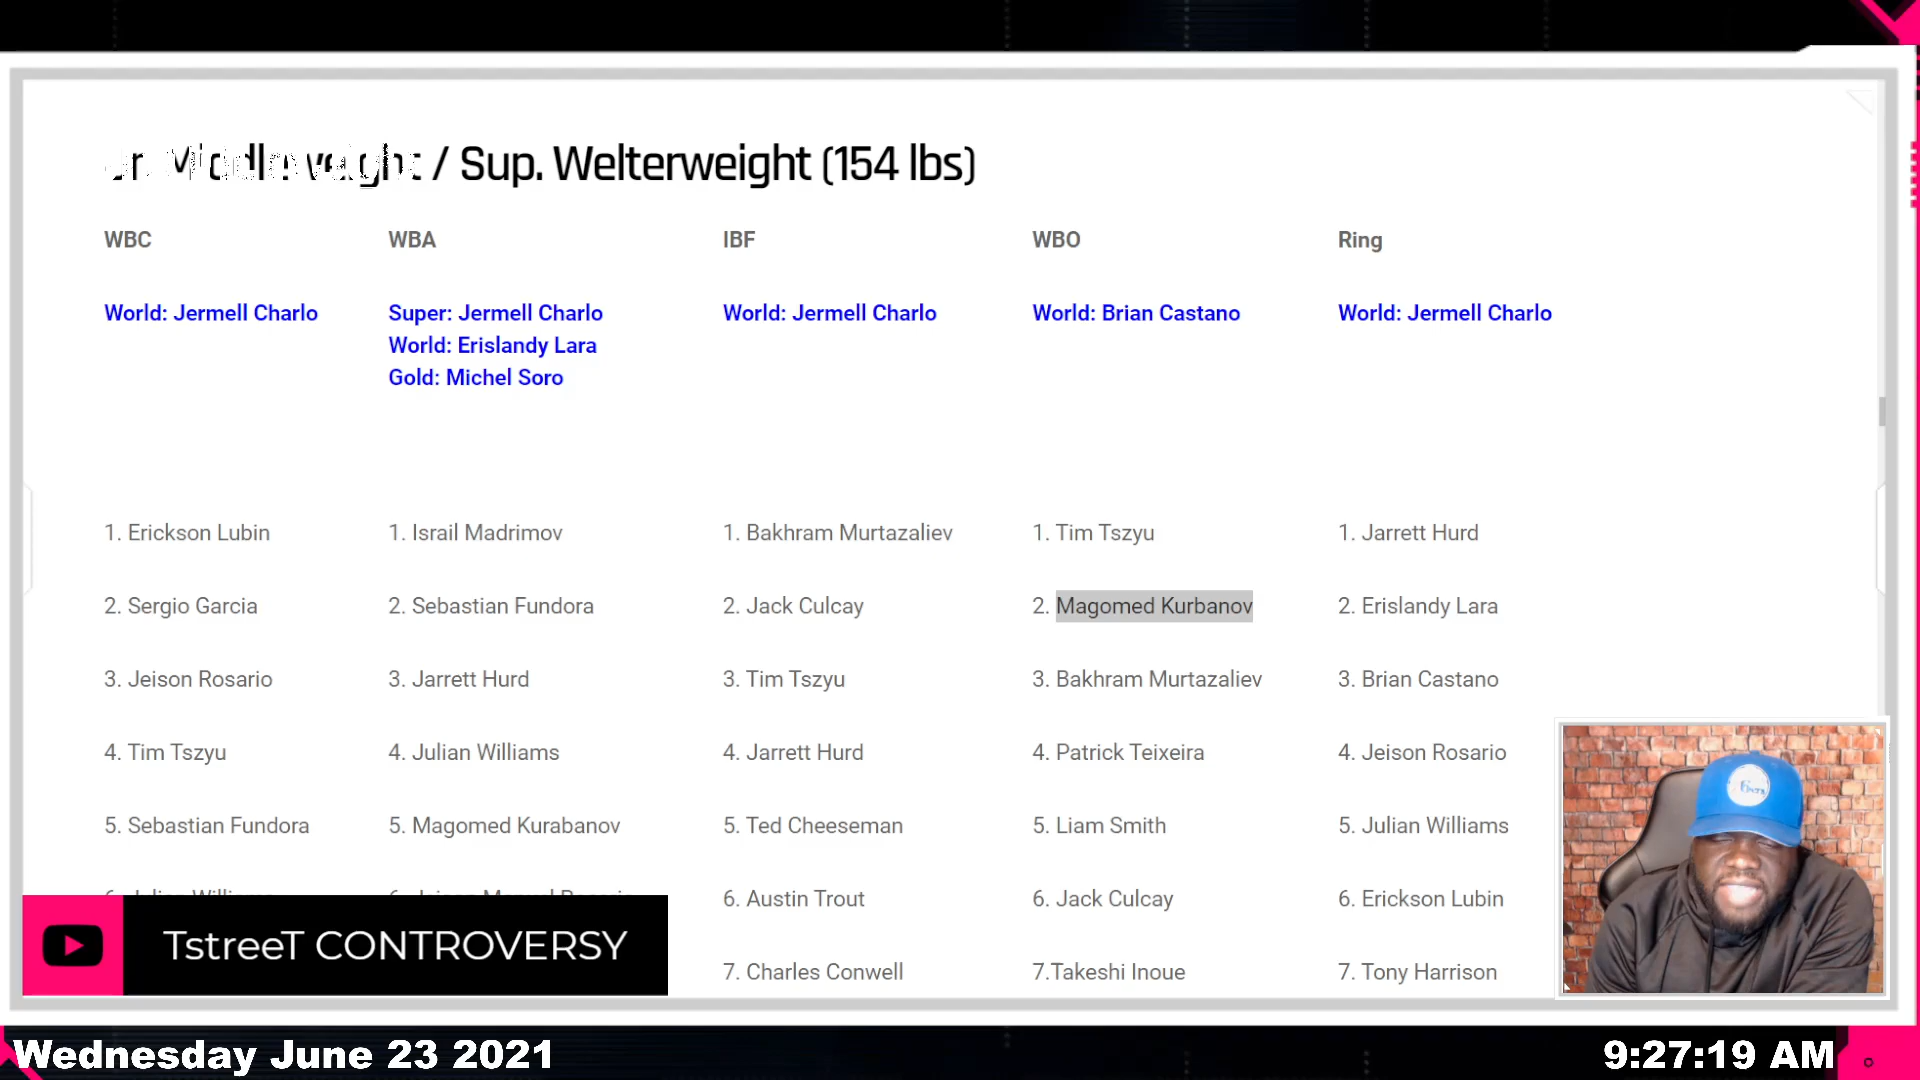 Jr. Middleweight / Sup. Welterweight (154 lbs)
WBC WBA IBF WBO Ring
World: Jermell Charlo Super: Jermell Charlo World: Jermell Charlo World: Brian Castano World: Jermell Charlo
World: Erislandy Lara
Gold: Michel Soro
1. Erickson Lubin 1. Israil Madrimov 1. Bakhram Murtazaliev 1. Tim Tszyu 1. Jarrett Hurd
2. Sergio Garcia 2. Sebastian Fundora 2. Jack Culcay 2. Magomed Kurbanov 2. Erislandy Lara
3. Jeison Rosario 3. Jarrett Hurd 3. Tim Tszyu 3. Bakhram Murtazaliev 3. Brian Castano
4. Tim Tszyu 4. Julian Williams 4. Jarrett Hurd 4. Patrick Teixeira 4. Jeison Rosario
5. Sebastian Fundora 5. Magomed Kurabanov 5. Ted Cheeseman 5. Liam Smith 5. Julian Williams
6. Austin Trout 6. Jack Culcay 6. Erickson Lubin
TstreeT CONTROVERSY
7. Charles Conwell 7.Takeshi Inoue 7. Tony Harrison
Wednesday June 23 2021 9:27:19 AM